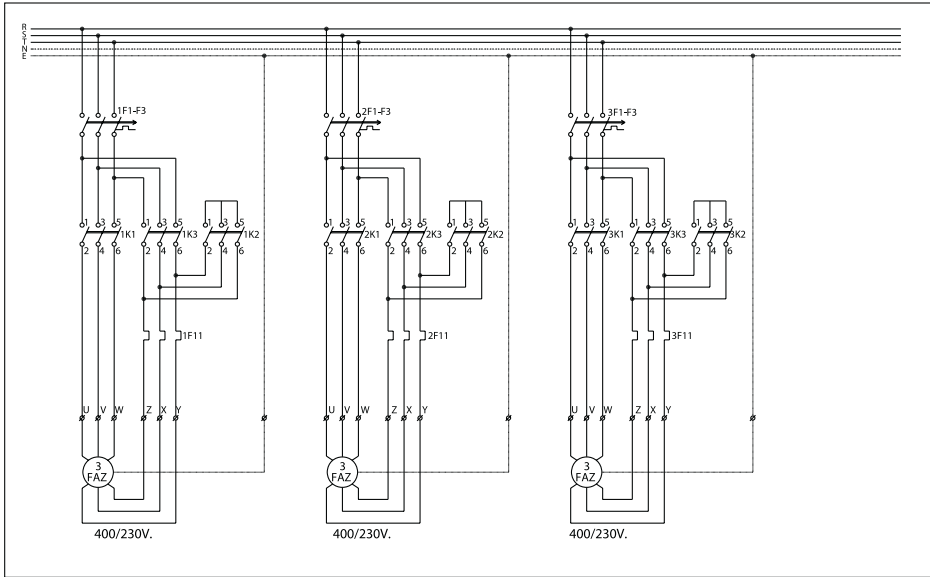 R
S
T
N
E
1F1-F3 2F1-F3 3F1-F3
1 3 5 1 3 5 1 3 5 1 3 5 1 3 5 1 3 5 1 3 5 1 3 5 1 3 5
1K1 1K3 1K2 2K1 2K3 2K2 3K1 3K3 3K2
2 4 6 2 4 6 2 4 6 2 4 6 2 4 6 2 4 6 2 4 6 2 4 6 2 4 6
1F11 2F11 3F11
U V W Z X Y U V W Z X Y U V W Z X Y
3 3 3
FAZ FAZ FAZ
400/230V. 400/230V. 400/230V.